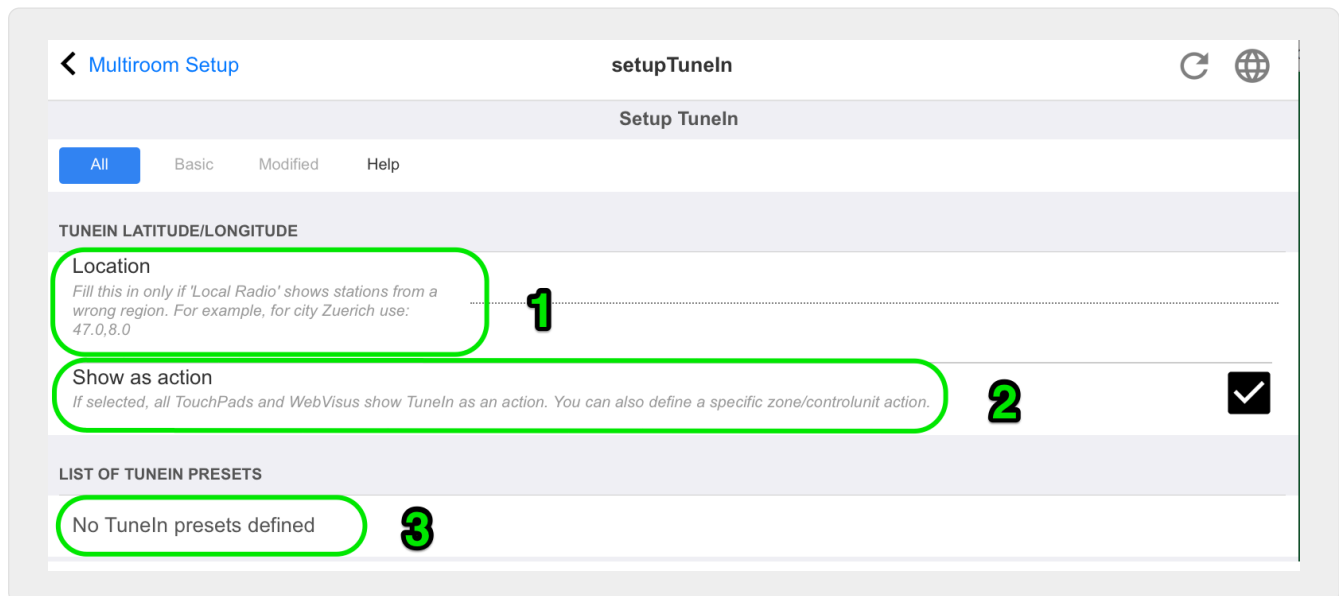 Multiroom Setup
setupTuneIn
Setup TuneIn
All
Basic
Modified
Help
TUNEIN LATITUDE/LONGITUDE
Location
Fill this in only if 'Local Radio' shows stations from a
wrong region. For example, for city Zuerich use:
47.0,8.0
1
Show as action
If selected, all TouchPads and WebVisus show TuneIn as an action. You can also define a specific zone/controlunit action.
2
LIST OF TUNEIN PRESETS
No TuneIn presets defined
3